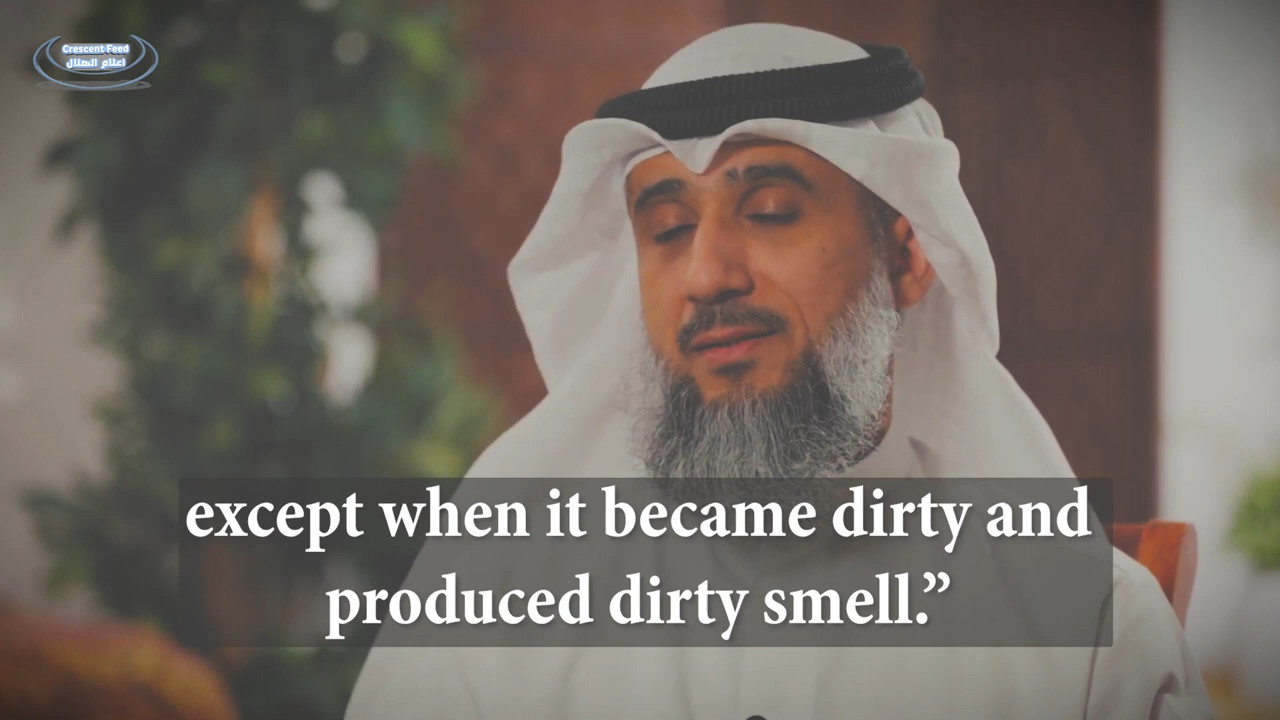 Crescent Feed
اعلام الهلال
except when it became dirty and
produced dirty smell.”